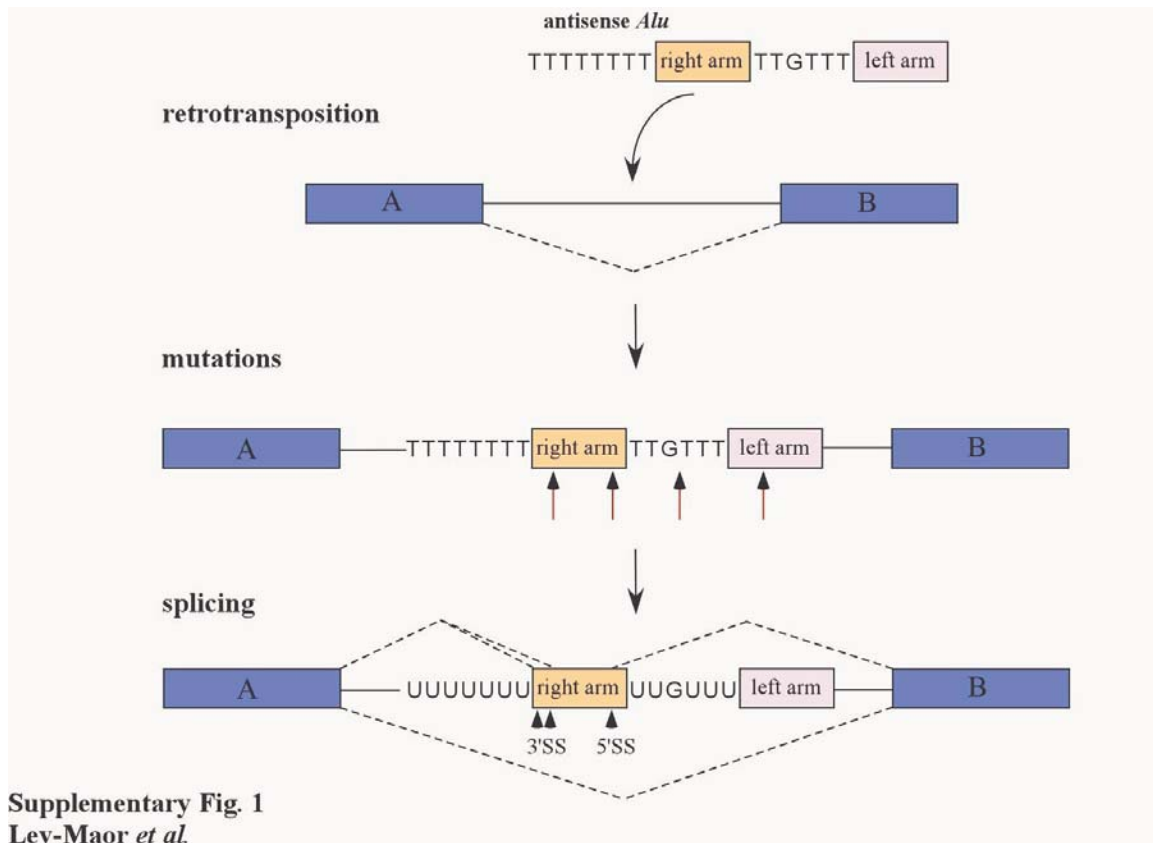 antisense Alu
TTTTTTTT right arm TTGTTT left arm
retrotransposition
A B
mutations
A TTTTTTTT right arm TTGTTT left arm B
splicing
A UUUUUUU right arm UUGUUU left arm B
3'SS 5'SS
Supplementary Fig. 1
Lev-Maor et al.